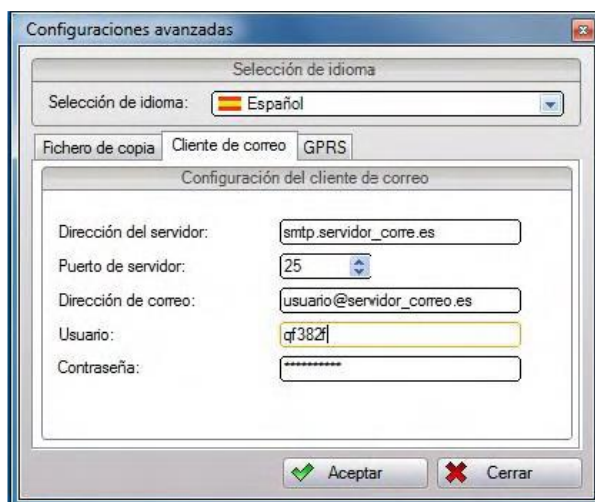 Configuraciones avanzadas
Selección de idioma
Selección de idioma: Español
Fichero de copia Cliente de correo GPRS
Configuración del cliente de correo
Dirección del servidor: smtp.servidor_corre.es
Puerto de servidor: 25
Dirección de correo: usuario@servidor_correo.es
Usuario: qf382f
Contraseña: **********
Aceptar Cerrar